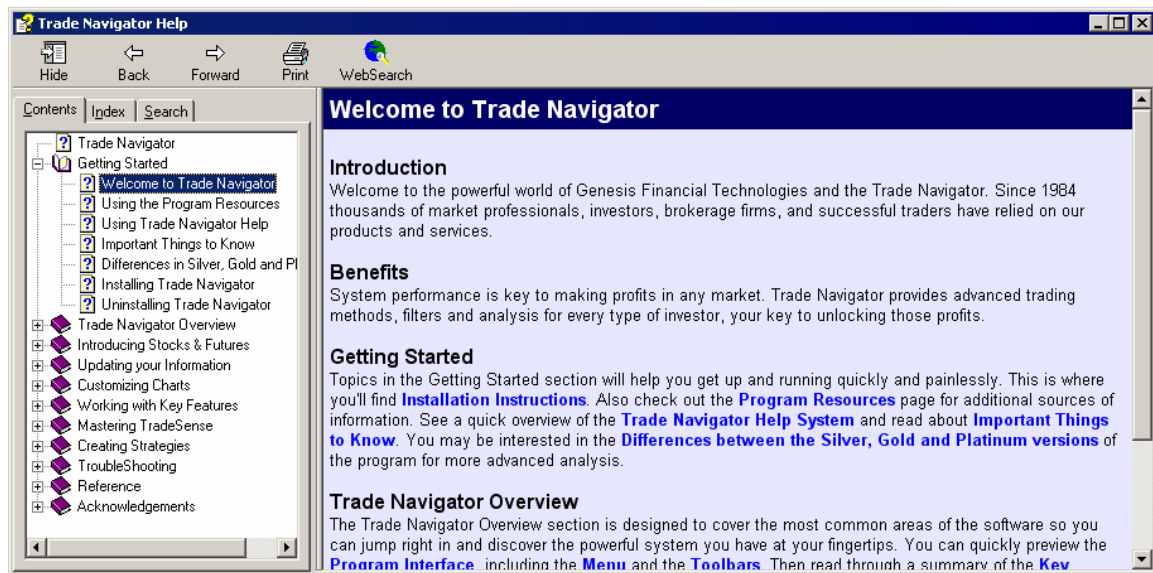 Trade Navigator Help
Hide Back Forward Print WebSearch
Contents Index Search
Trade Navigator
Getting Started
Welcome to Trade Navigator
Using the Program Resources
Using Trade Navigator Help
Important Things to Know
Differences in Silver, Gold and Pl
Installing Trade Navigator
Uninstalling Trade Navigator
Trade Navigator Overview
Introducing Stocks & Futures
Updating your Information
Customizing Charts
Working with Key Features
Mastering TradeSense
Creating Strategies
TroubleShooting
Reference
Acknowledgements
Welcome to Trade Navigator
Introduction
Welcome to the powerful world of Genesis Financial Technologies and the Trade Navigator. Since 1984
thousands of market professionals, investors, brokerage firms, and successful traders have relied on our
products and services.
Benefits
System performance is key to making profits in any market. Trade Navigator provides advanced trading
methods, filters and analysis for every type of investor, your key to unlocking those profits.
Getting Started
Topics in the Getting Started section will help you get up and running quickly and painlessly. This is where
you'll find Installation Instructions. Also check out the Program Resources page for additional sources of
information. See a quick overview of the Trade Navigator Help System and read about Important Things
to Know. You may be interested in the Differences between the Silver, Gold and Platinum versions of
the program for more advanced analysis.
Trade Navigator Overview
The Trade Navigator Overview section is designed to cover the most common areas of the software so you
can jump right in and discover the powerful system you have at your fingertips. You can quickly preview the
Program Interface, including the Menu and the Toolbars. Then read through a summary of the Key